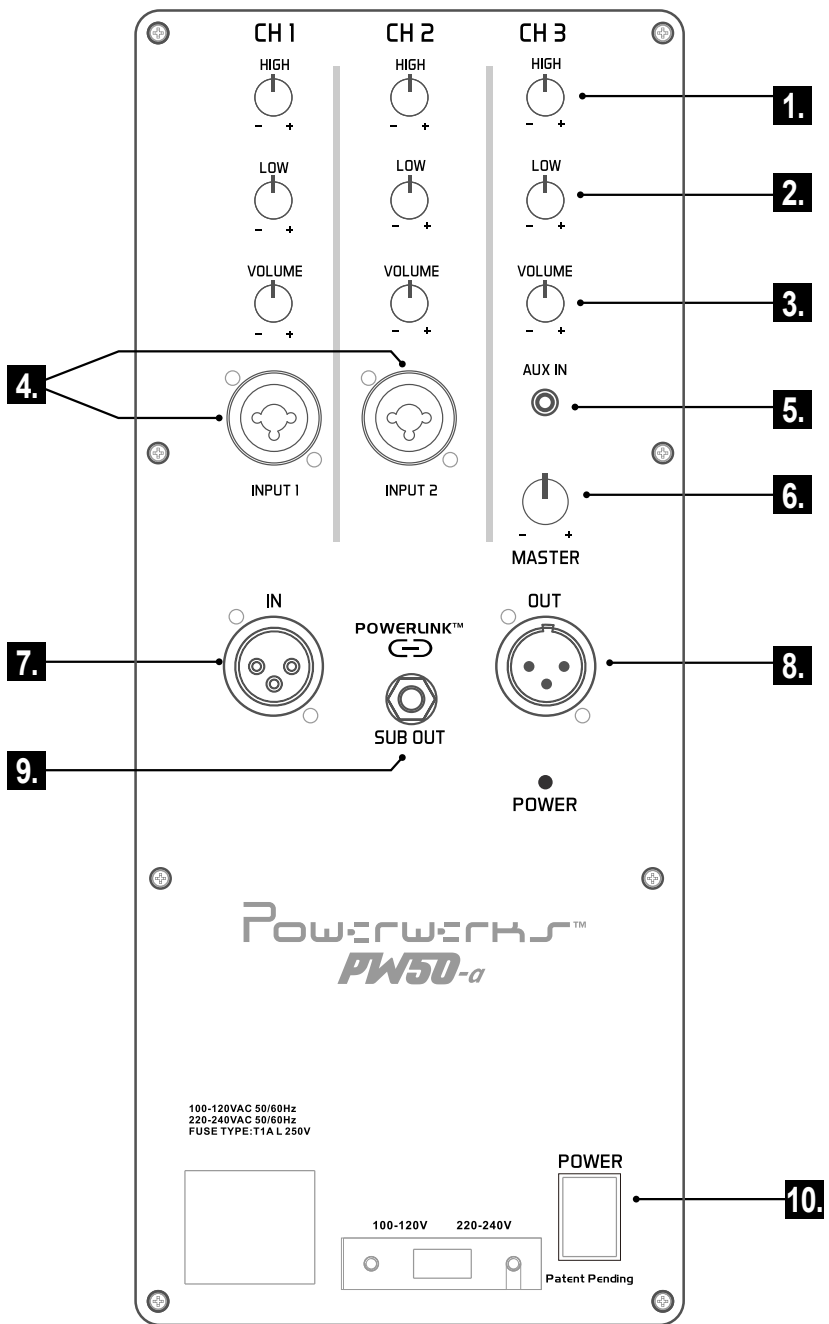 CH 1 CH 2 CH 3
HIGH HIGH HIGH
- + - + - +
1.
LOW LOW LOW
- + - + - +
2.
VOLUME VOLUME VOLUME
- + - + - +
3.
4.
AUX IN
5.
INPUT 1 INPUT 2
6.
- +
MASTER
IN OUT
POWERLINK™
7.
8.
SUB OUT
9.
POWER
Powerwerks™
PW50-a
100-120VAC 50/60Hz
220-240VAC 50/60Hz
FUSE TYPE:T1A L 250V
POWER
10.
100-120V 220-240V
Patent Pending